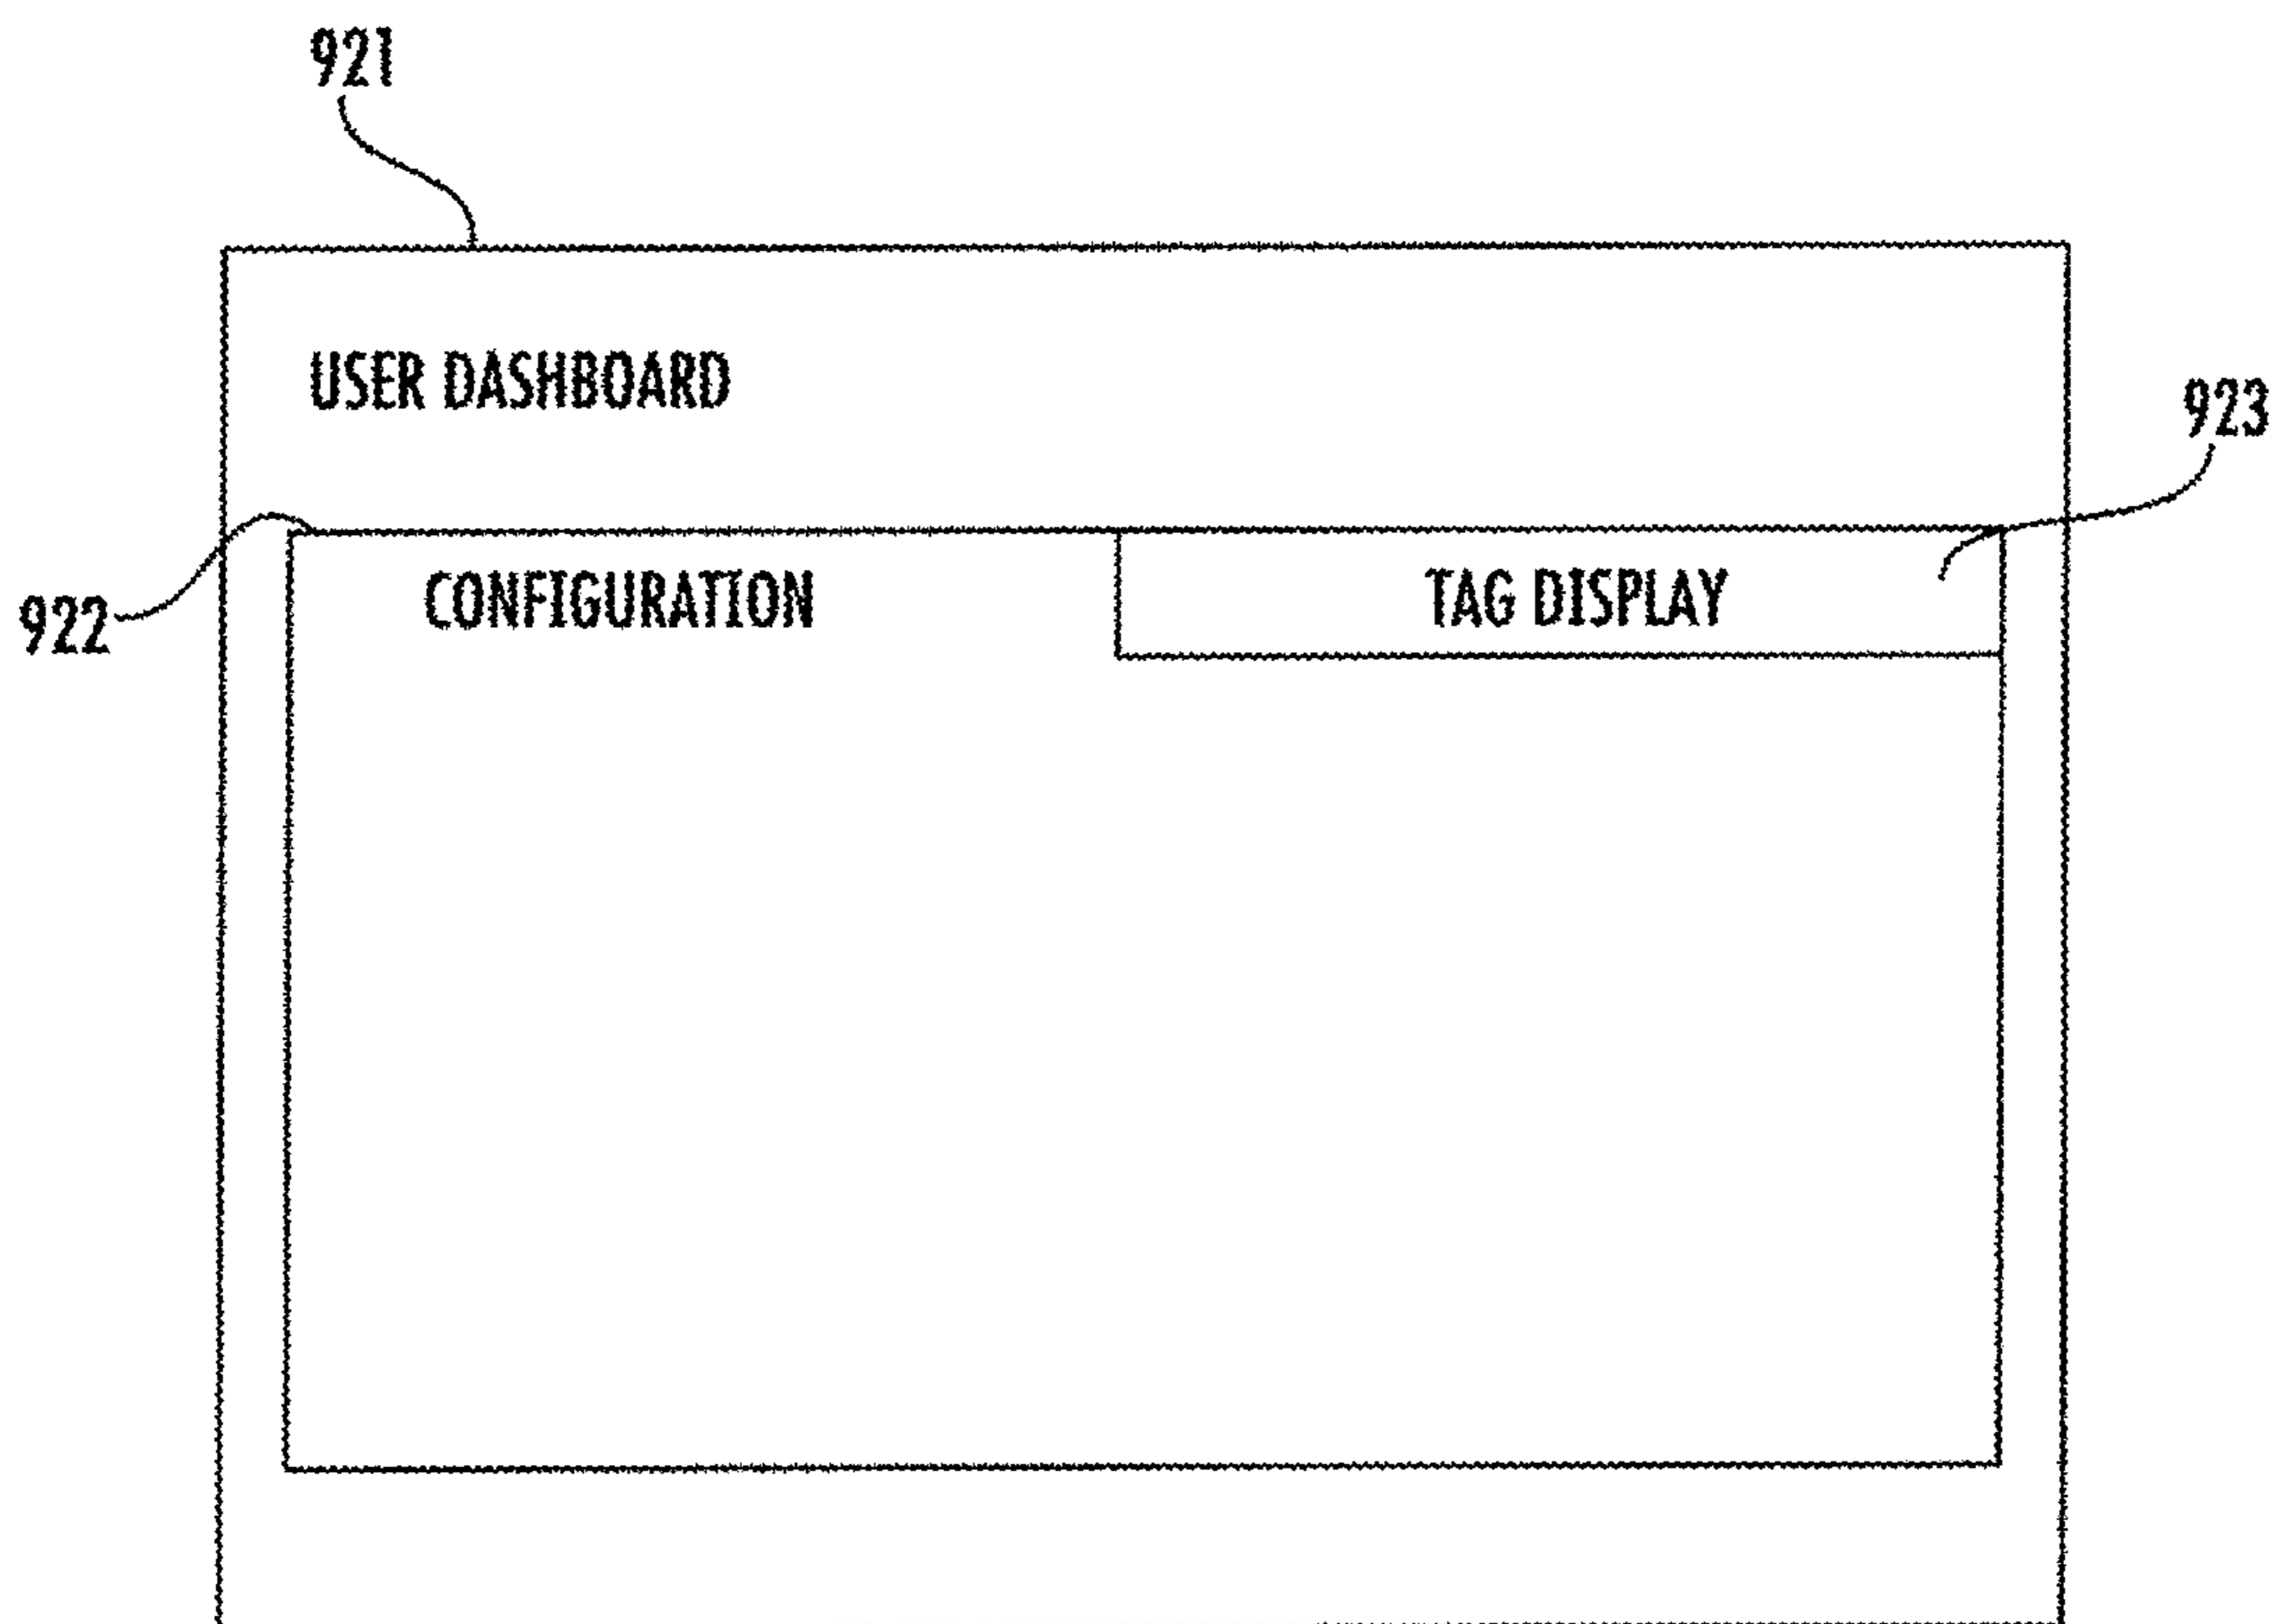 921
USER DASHBOARD
923
CONFIGURATION
TAG DISPLAY
922